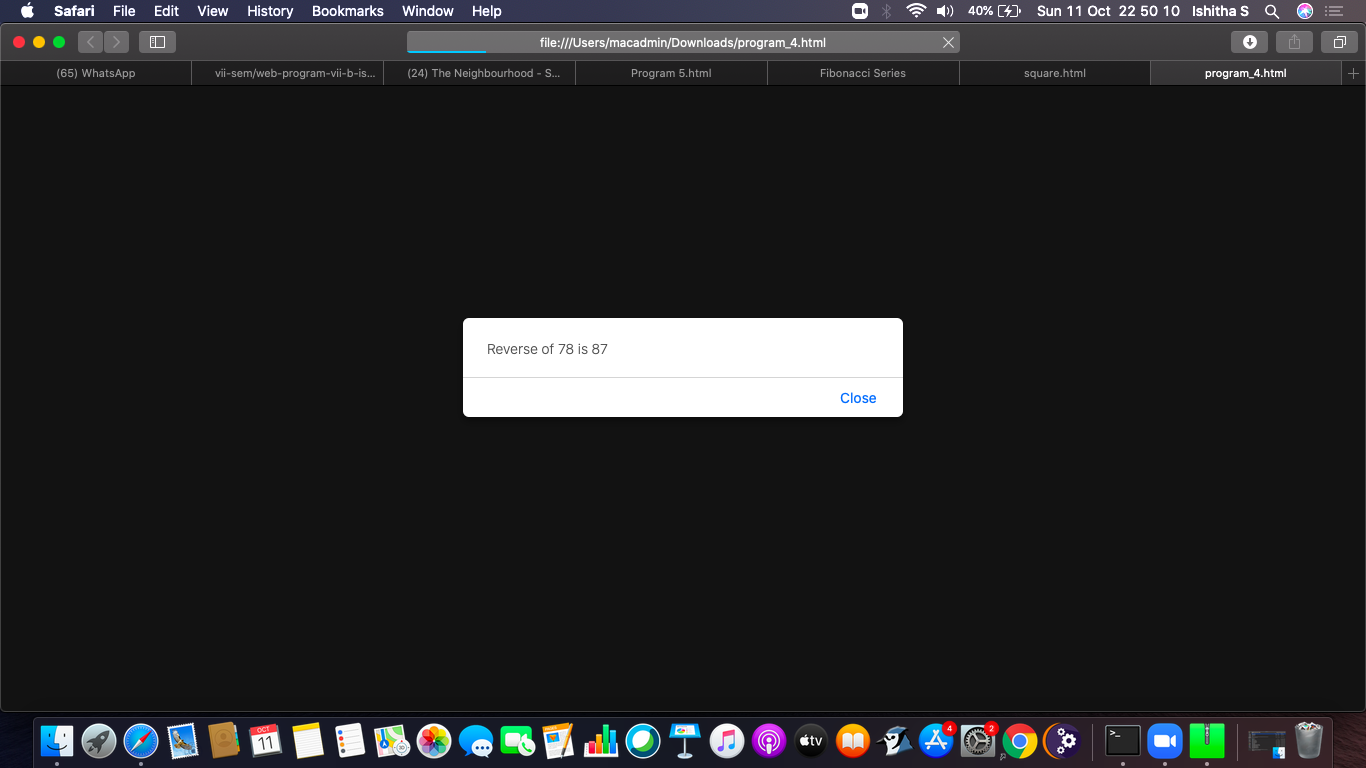 Safari File Edit View History Bookmarks Window Help 40% Sun 11 Oct 22 50 10 Ishitha S
file:///Users/macadmin/Downloads/program_4.html
(65) WhatsApp vii-sem/web-program-vii-b-is... (24) The Neighbourhood - S... Program 5.html Fibonacci Series square.html program_4.html
Reverse of 78 is 87
Close
OCT
11
3D
tv
4
2
>_